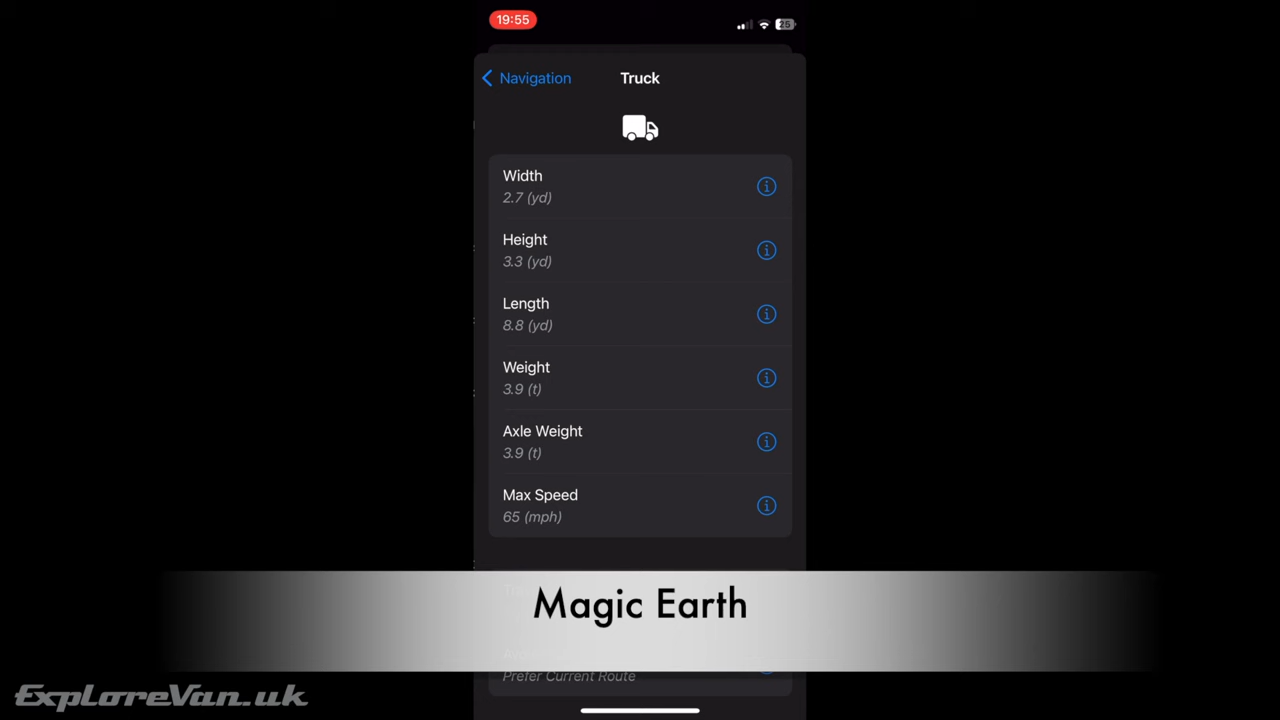 19:55
25
Navigation
Truck
Width
2.7 (yd)
Height
3.3 (yd)
Length
8.8 (yd)
Weight
3.9 (t)
Axle Weight
3.9 (t)
Max Speed
65 (mph)
Magic Earth
Prefer Current Route
ExploreVan.uk